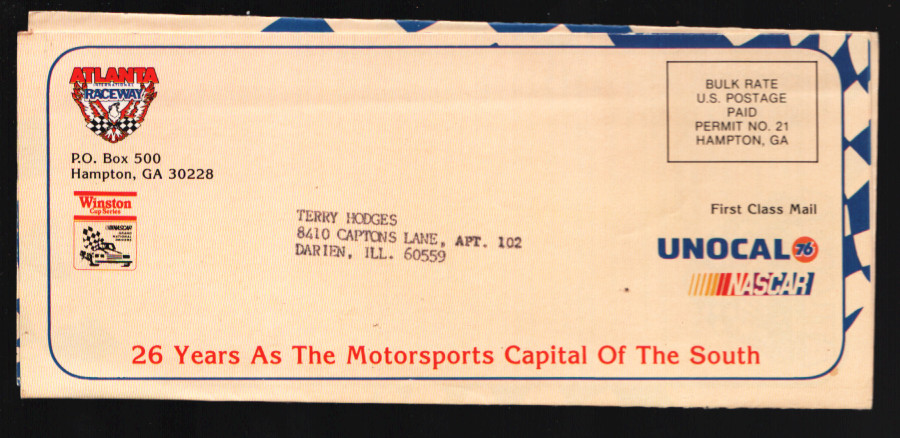 ATLANTA
INTERNATIONAL
RACEWAY
P.O. Box 500
Hampton, GA 30228
Winston
Cup Series
NASCAR
BULK RATE
U.S. POSTAGE
PAID
PERMIT NO. 21
HAMPTON, GA
First Class Mail
UNOCAL 76
NASCAR
TERRY HODGES
8410 CAPTONS LANE, APT. 102
DARIEN, ILL. 60559
26 Years As The Motorsports Capital Of The South